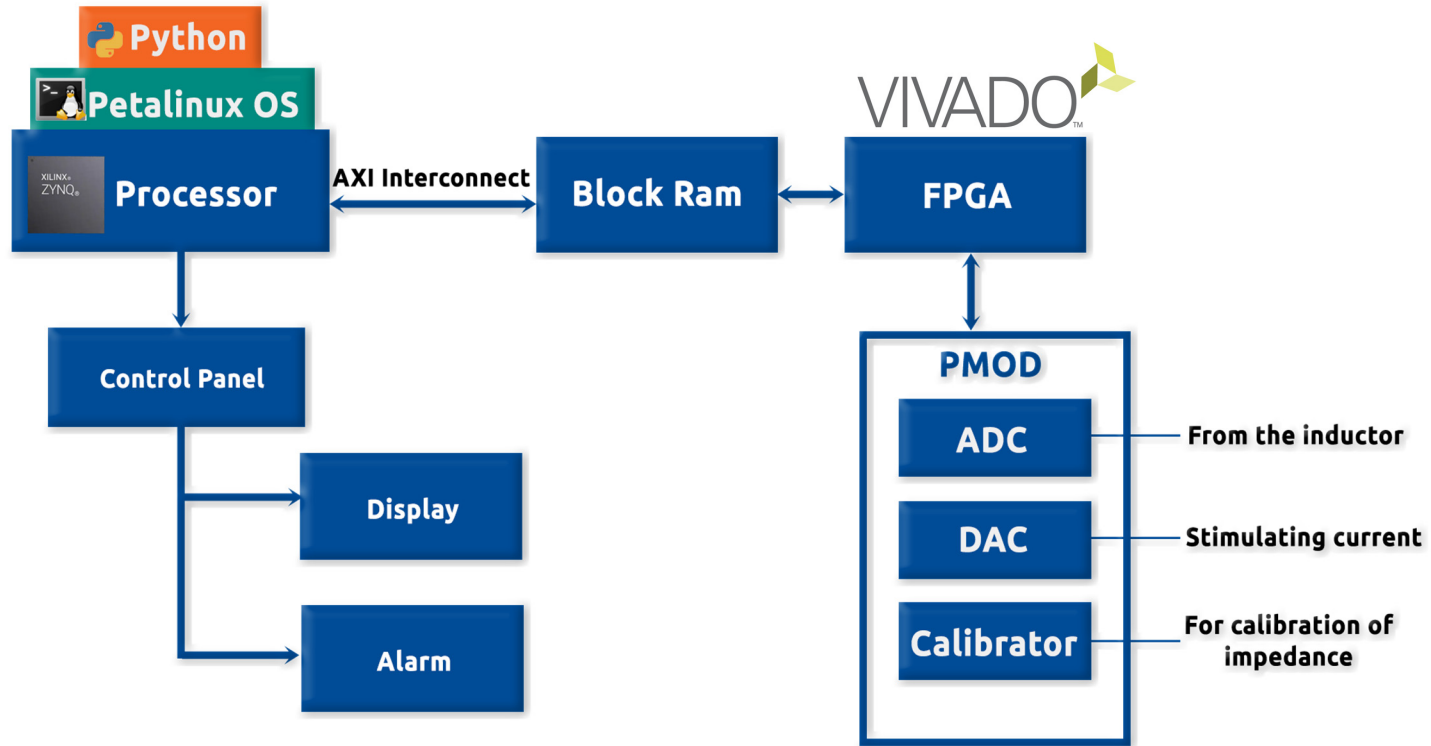 Python
Petalinux OS
XILINX
ZYNQ
Processor
AXI Interconnect
Block Ram
VIVADO™
FPGA
Control Panel
Display
Alarm
PMOD
ADC
From the inductor
DAC
Stimulating current
Calibrator
For calibration of
impedance